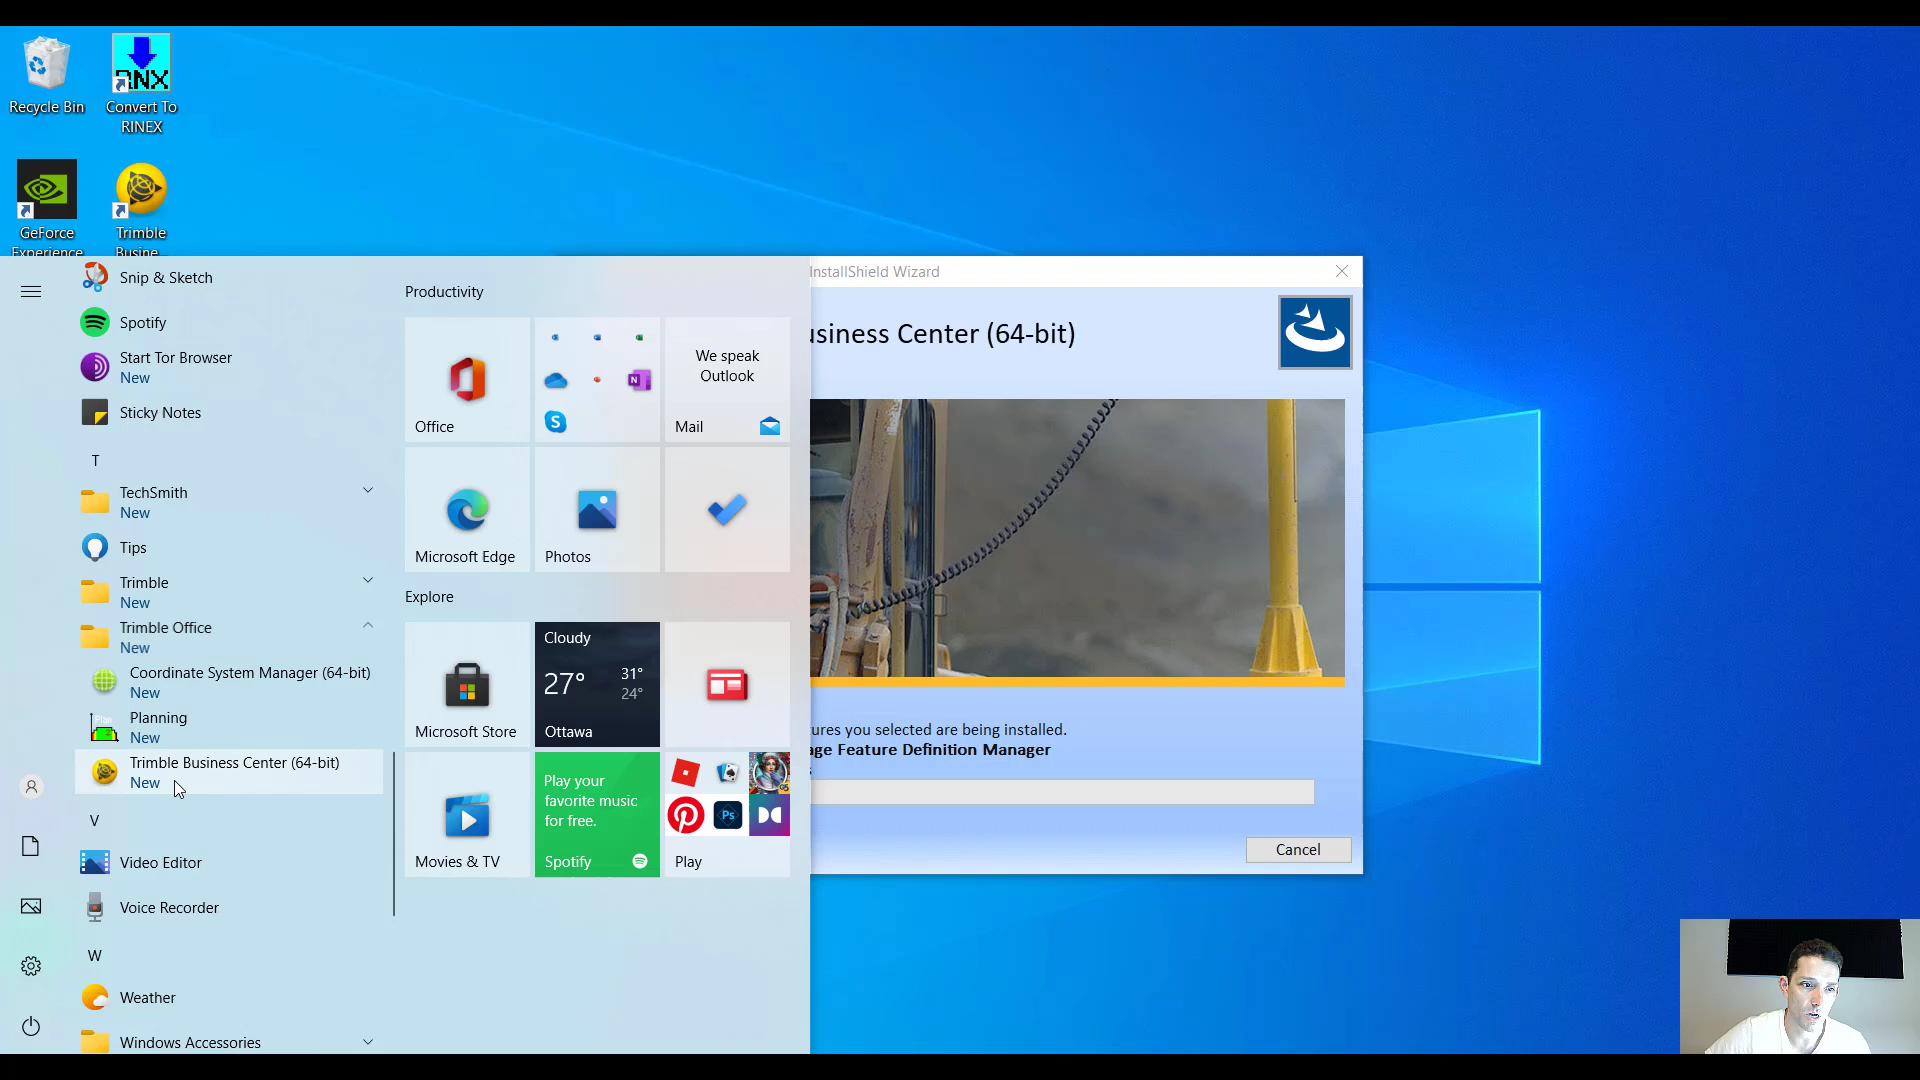 RNX
Recycle Bin
Convert To
RINEX
GeForce
Experience
Trimble
Busine...
Snip & Sketch
Spotify
Start Tor Browser
New
Sticky Notes
T
TechSmith
New
Tips
Trimble
New
Trimble Office
New
Coordinate System Manager (64-bit)
New
Planning
New
Trimble Business Center (64-bit)
New
V
Video Editor
Voice Recorder
W
Weather
Windows Accessories
Productivity
Office
We speak
Outlook
Mail
Microsoft Edge
Photos
Explore
Microsoft Store
Cloudy
27°
31°
24°
Ottawa
Movies & TV
Play your
favorite music
for free.
Spotify
Play
InstallShield Wizard
usiness Center (64-bit)
tures you selected are being installed.
age Feature Definition Manager
Cancel